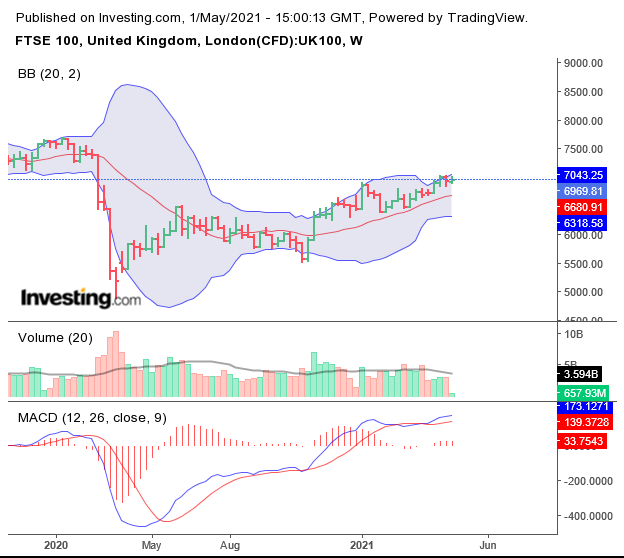 Published on Investing.com, 1/May/2021 - 15:00:13 GMT, Powered by TradingView.
FTSE 100, United Kingdom, London(CFD):UK100, W
BB (20, 2)
9000.00
8000.00
7500.00
7043.25
6969.81
6680.91
6318.58
6000.00
5500.00
5000.00
Investing.com
Volume (20)
10B
3.594B
657.93M
MACD (12, 26, close, 9)
173.1271
139.3728
33.7543
-200.0000
-400.0000
2020 May Aug 2021 Jun